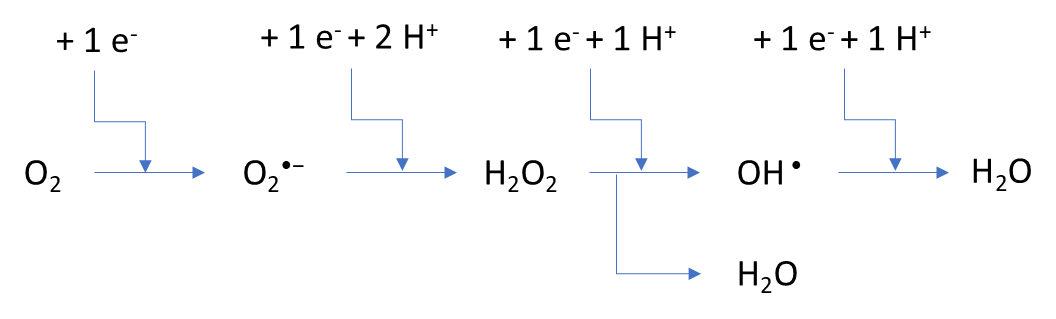 + 1 e⁻ + 1 e⁻ + 2 H⁺ + 1 e⁻ + 1 H⁺ + 1 e⁻ + 1 H⁺
O₂ O₂•− H₂O₂ OH• H₂O
H₂O